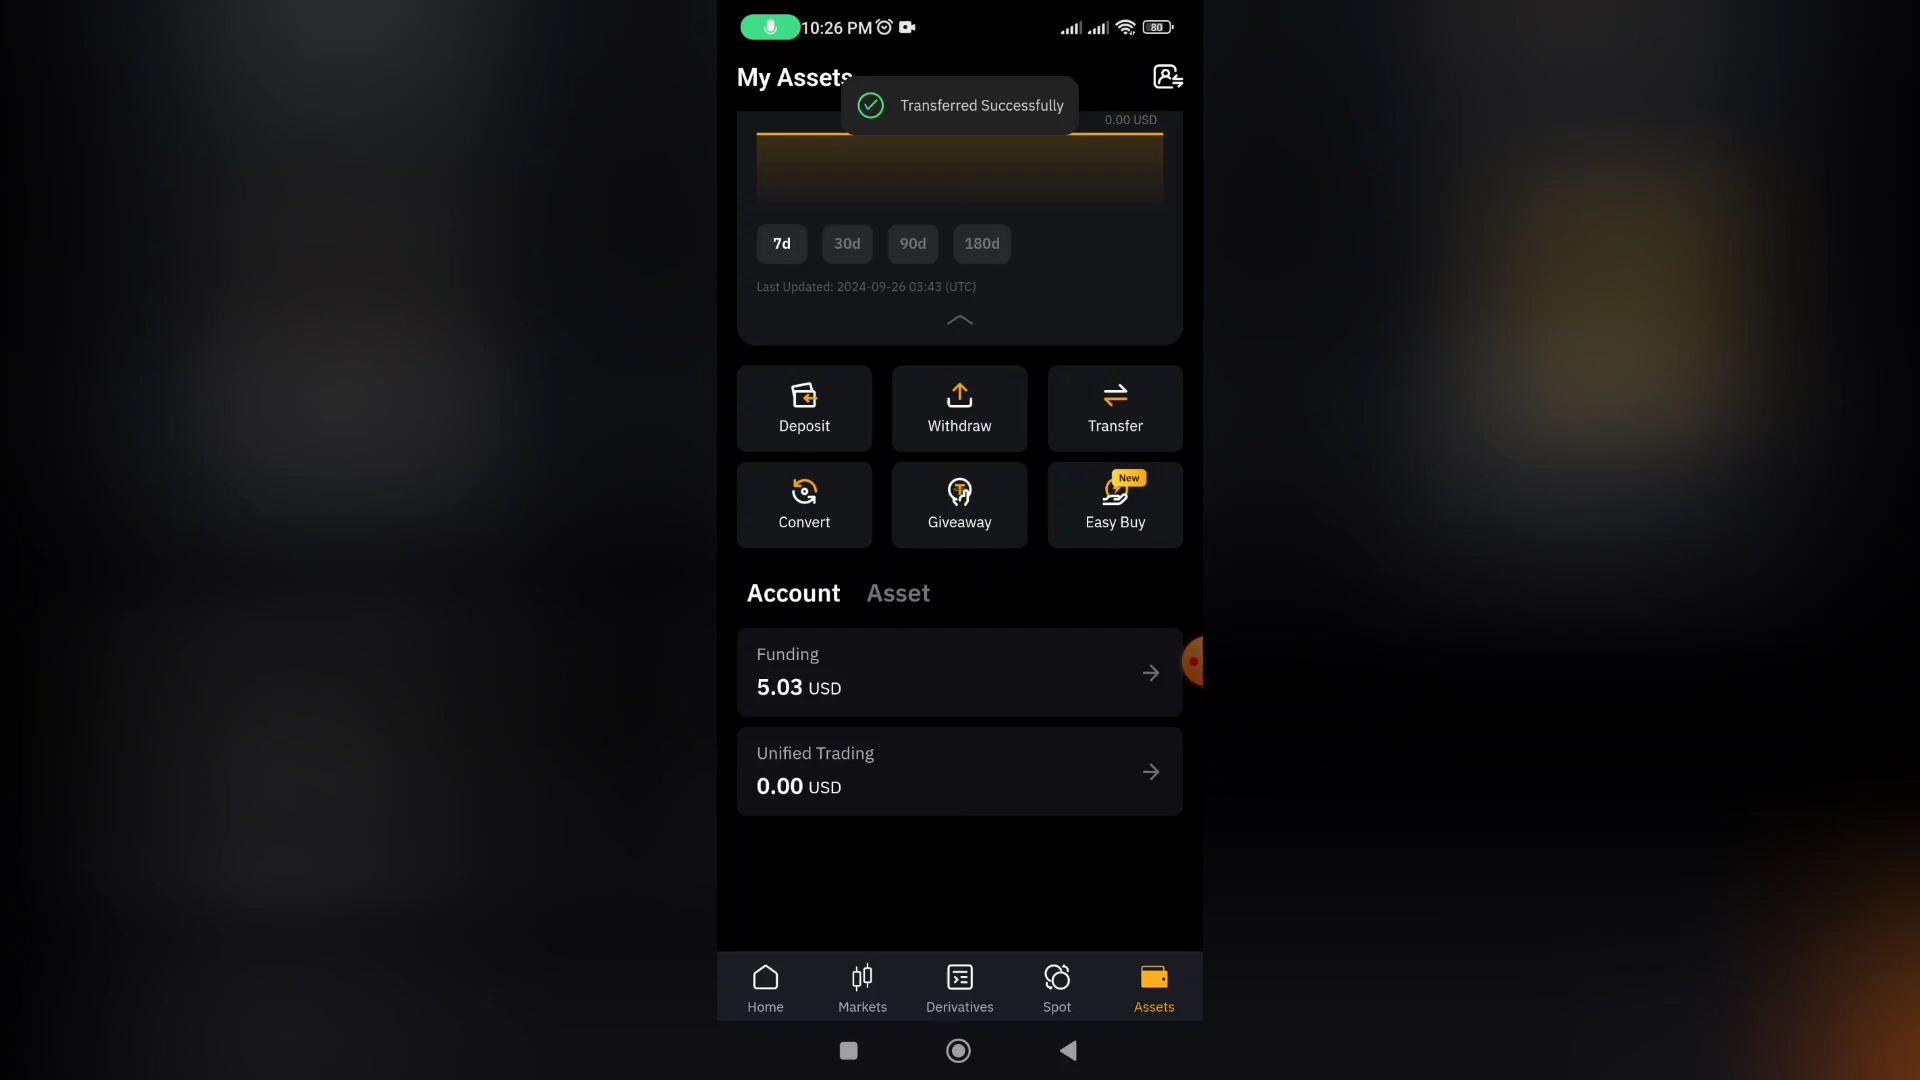 10:26 PM
80
My Assets
Transferred Successfully
0.00 USD
7d 30d 90d 180d
Last Updated: 2024-09-26 03:43 (UTC)
Deposit Withdraw Transfer
New
Convert Giveaway Easy Buy
Account Asset
Funding
5.03 USD
Unified Trading
0.00 USD
Home Markets Derivatives Spot Assets